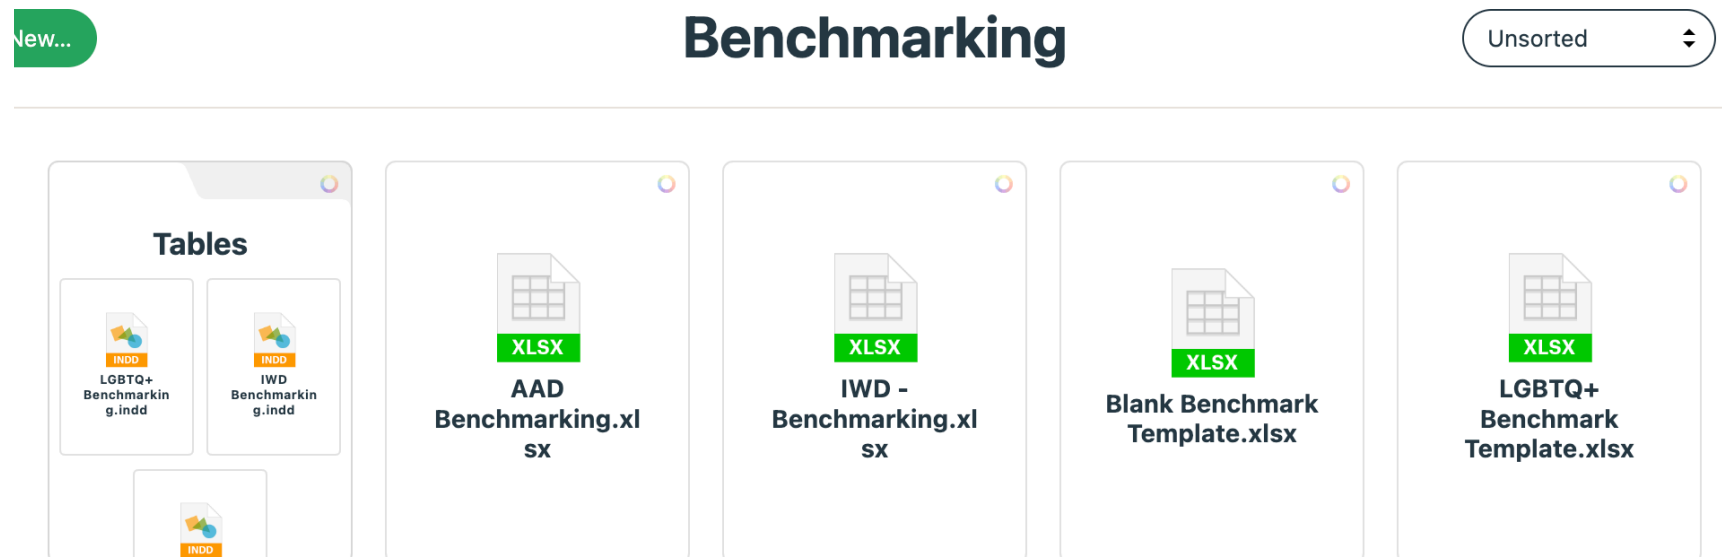 New...
Benchmarking
Unsorted
Tables
INDD
LGBTQ+
Benchmarkin
g.indd
INDD
IWD
Benchmarkin
g.indd
INDD
XLSX
AAD
Benchmarking.xl
sx
XLSX
IWD -
Benchmarking.xl
sx
XLSX
Blank Benchmark
Template.xlsx
XLSX
LGBTQ+
Benchmark
Template.xlsx